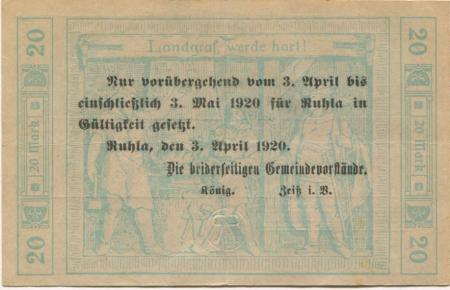 20
20
Landgraf, werde hart!
Nur vorübergehend vom 3. April bis
einschließlich 3. Mai 1920 für Ruhla in
Gültigkeit gesetzt.
Ruhla, den 3. April 1920.
Die beiderseitigen Gemeindevorstände.
König. Zeiß i. V.
20 Mark
20 Mark
20
20